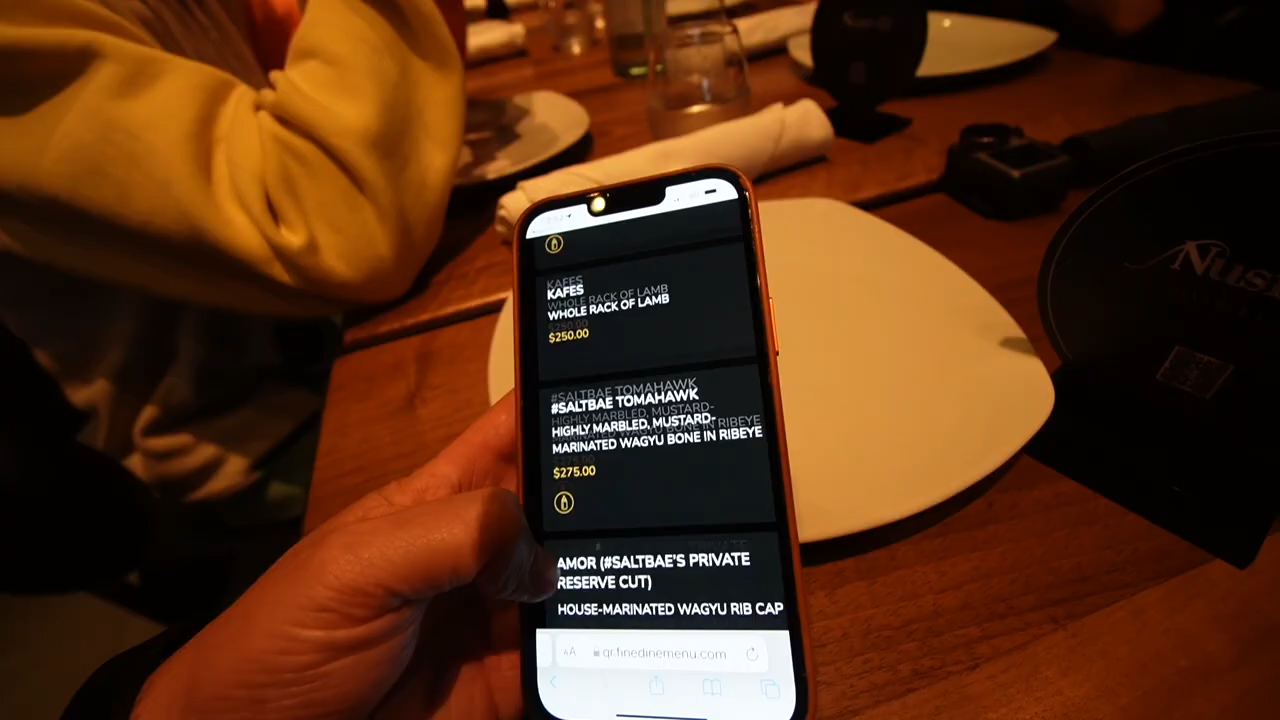 KAFES
WHOLE RACK OF LAMB
$250.00
#SALTBAE TOMAHAWK
HIGHLY MARBLED, MUSTARD-
MARINATED WAGYU BONE IN RIBEYE
$275.00
AMOR (#SALTBAE'S PRIVATE
RESERVE CUT)
HOUSE-MARINATED WAGYU RIB CAP
AA
qr.finedinemenu.com